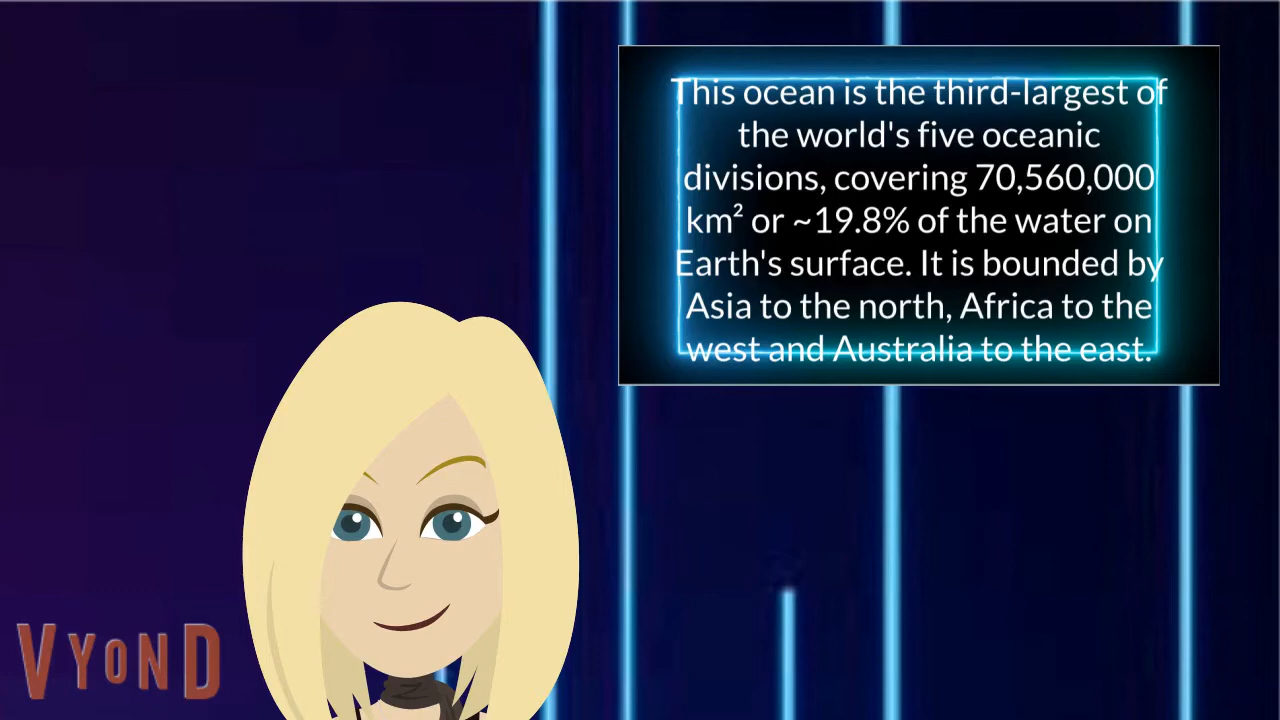 This ocean is the third-largest of
the world's five oceanic
divisions, covering 70,560,000
km² or ~19.8% of the water on
Earth's surface. It is bounded by
Asia to the north, Africa to the
west and Australia to the east.
VYOND